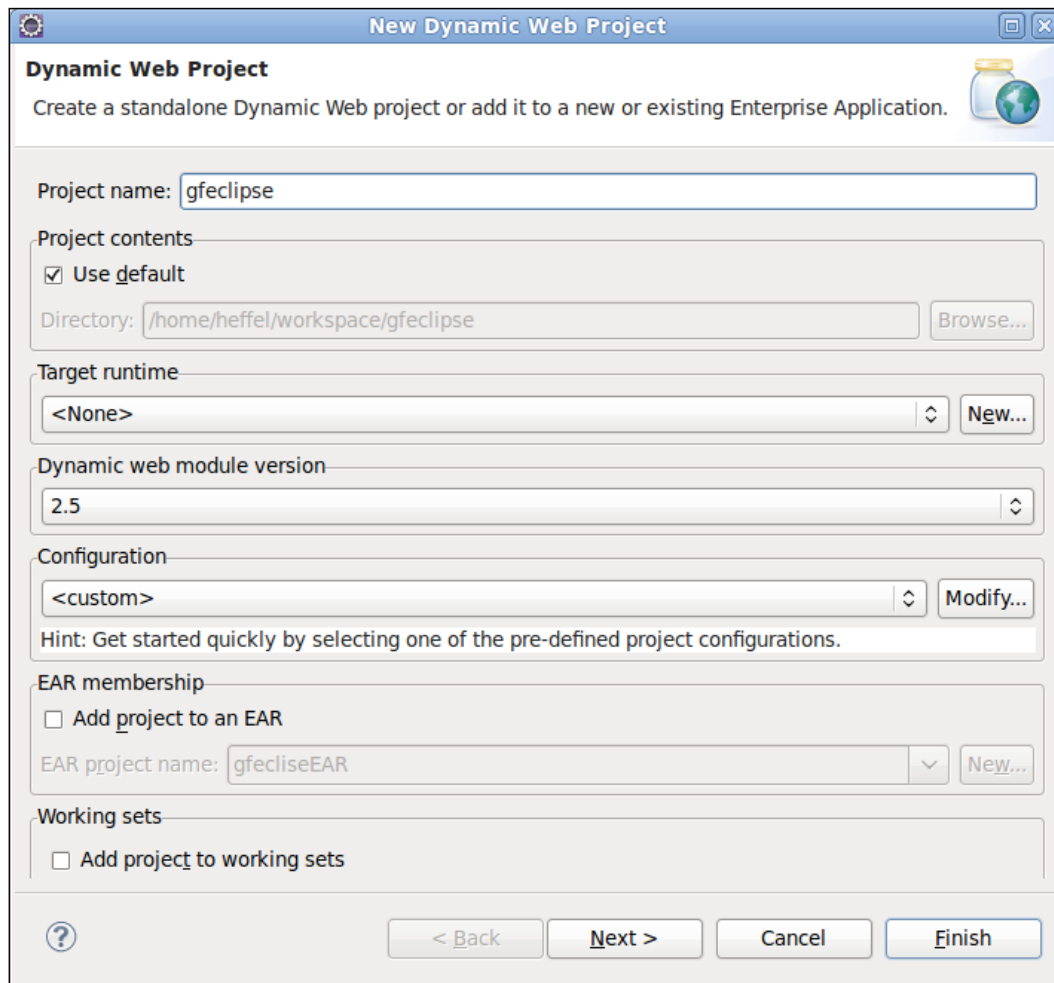 New Dynamic Web Project
Dynamic Web Project
Create a standalone Dynamic Web project or add it to a new or existing Enterprise Application.
Project name: gfeclipse
Project contents
Use default
Directory: /home/heffel/workspace/gfeclipse Browse...
Target runtime
<None> New...
Dynamic web module version
2.5
Configuration
<custom> Modify...
Hint: Get started quickly by selecting one of the pre-defined project configurations.
EAR membership
Add project to an EAR
EAR project name: gfecliseEAR New...
Working sets
Add project to working sets
? < Back Next > Cancel Finish